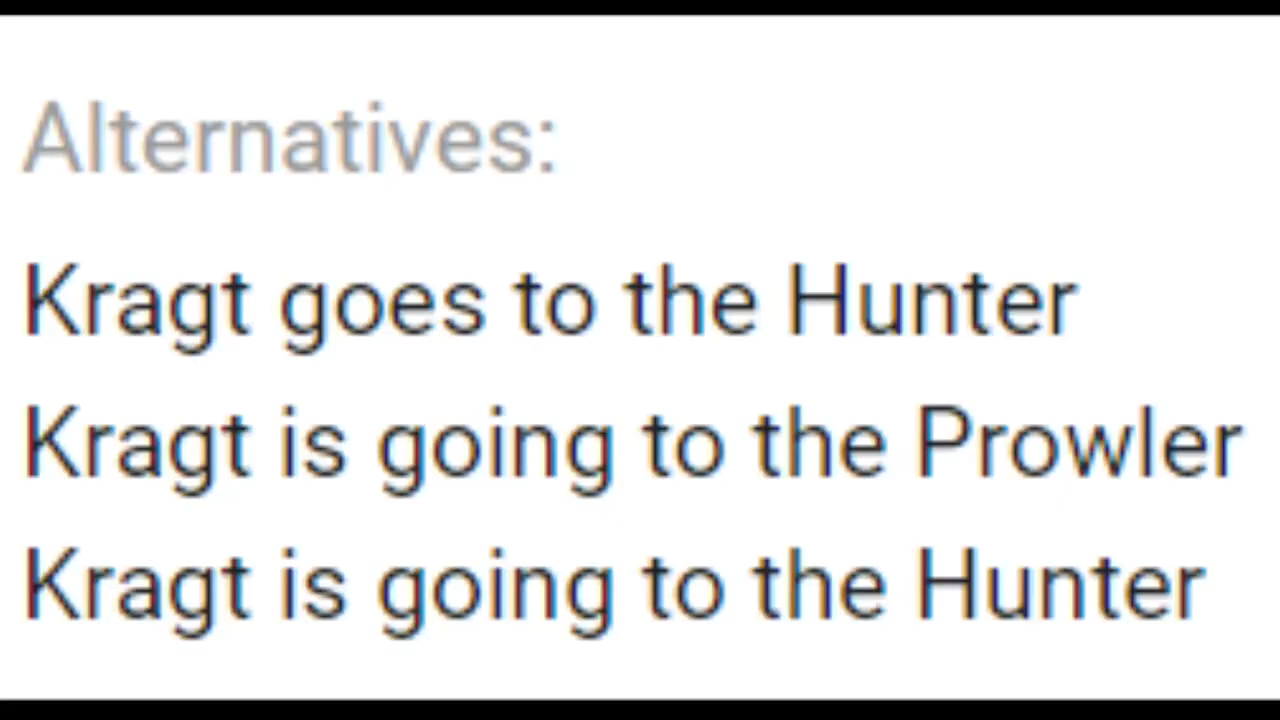 Alternatives:
Kragt goes to the Hunter
Kragt is going to the Prowler
Kragt is going to the Hunter